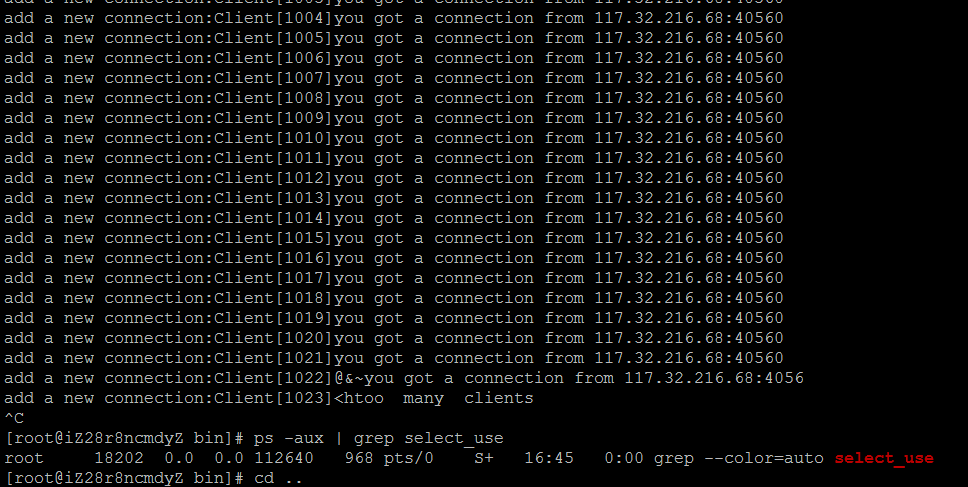 add a new connection:Client[1003]you got a connection from 117.32.216.68:40560
add a new connection:Client[1004]you got a connection from 117.32.216.68:40560
add a new connection:Client[1005]you got a connection from 117.32.216.68:40560
add a new connection:Client[1006]you got a connection from 117.32.216.68:40560
add a new connection:Client[1007]you got a connection from 117.32.216.68:40560
add a new connection:Client[1008]you got a connection from 117.32.216.68:40560
add a new connection:Client[1009]you got a connection from 117.32.216.68:40560
add a new connection:Client[1010]you got a connection from 117.32.216.68:40560
add a new connection:Client[1011]you got a connection from 117.32.216.68:40560
add a new connection:Client[1012]you got a connection from 117.32.216.68:40560
add a new connection:Client[1013]you got a connection from 117.32.216.68:40560
add a new connection:Client[1014]you got a connection from 117.32.216.68:40560
add a new connection:Client[1015]you got a connection from 117.32.216.68:40560
add a new connection:Client[1016]you got a connection from 117.32.216.68:40560
add a new connection:Client[1017]you got a connection from 117.32.216.68:40560
add a new connection:Client[1018]you got a connection from 117.32.216.68:40560
add a new connection:Client[1019]you got a connection from 117.32.216.68:40560
add a new connection:Client[1020]you got a connection from 117.32.216.68:40560
add a new connection:Client[1021]you got a connection from 117.32.216.68:40560
add a new connection:Client[1022]@&~you got a connection from 117.32.216.68:4056
add a new connection:Client[1023]<htoo  many  clients
^C
[root@iZ28r8ncmdyZ bin]# ps -aux | grep select_use
root     18202  0.0  0.0 112640   968 pts/0    S+   16:45   0:00 grep --color=auto select_use
[root@iZ28r8ncmdyZ bin]# cd ..